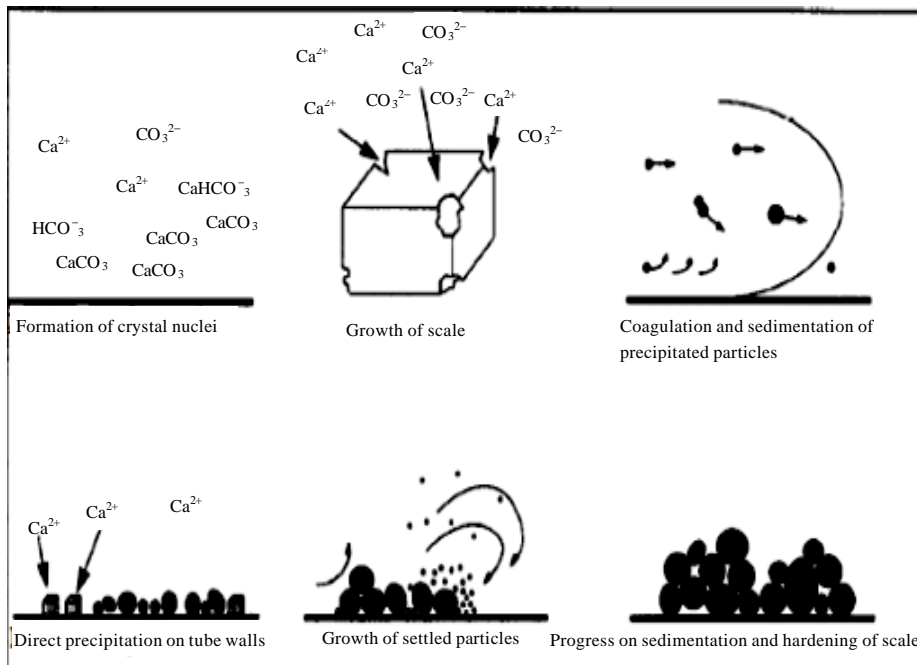 Ca²⁺ CO₃²⁻
Ca²⁺ CaHCO⁻₃
HCO⁻₃ CaCO₃ CaCO₃
CaCO₃ CaCO₃
Formation of crystal nuclei
Ca²⁺ CO₃²⁻
Ca²⁺ Ca²⁺
Ca²⁺ CO₃²⁻ CO₃²⁻ Ca²⁺
CO₃²⁻
Growth of scale
Coagulation and sedimentation of
precipitated particles
Ca²⁺ Ca²⁺ Ca²⁺
Direct precipitation on tube walls
Growth of settled particles
Progress on sedimentation and hardening of scale